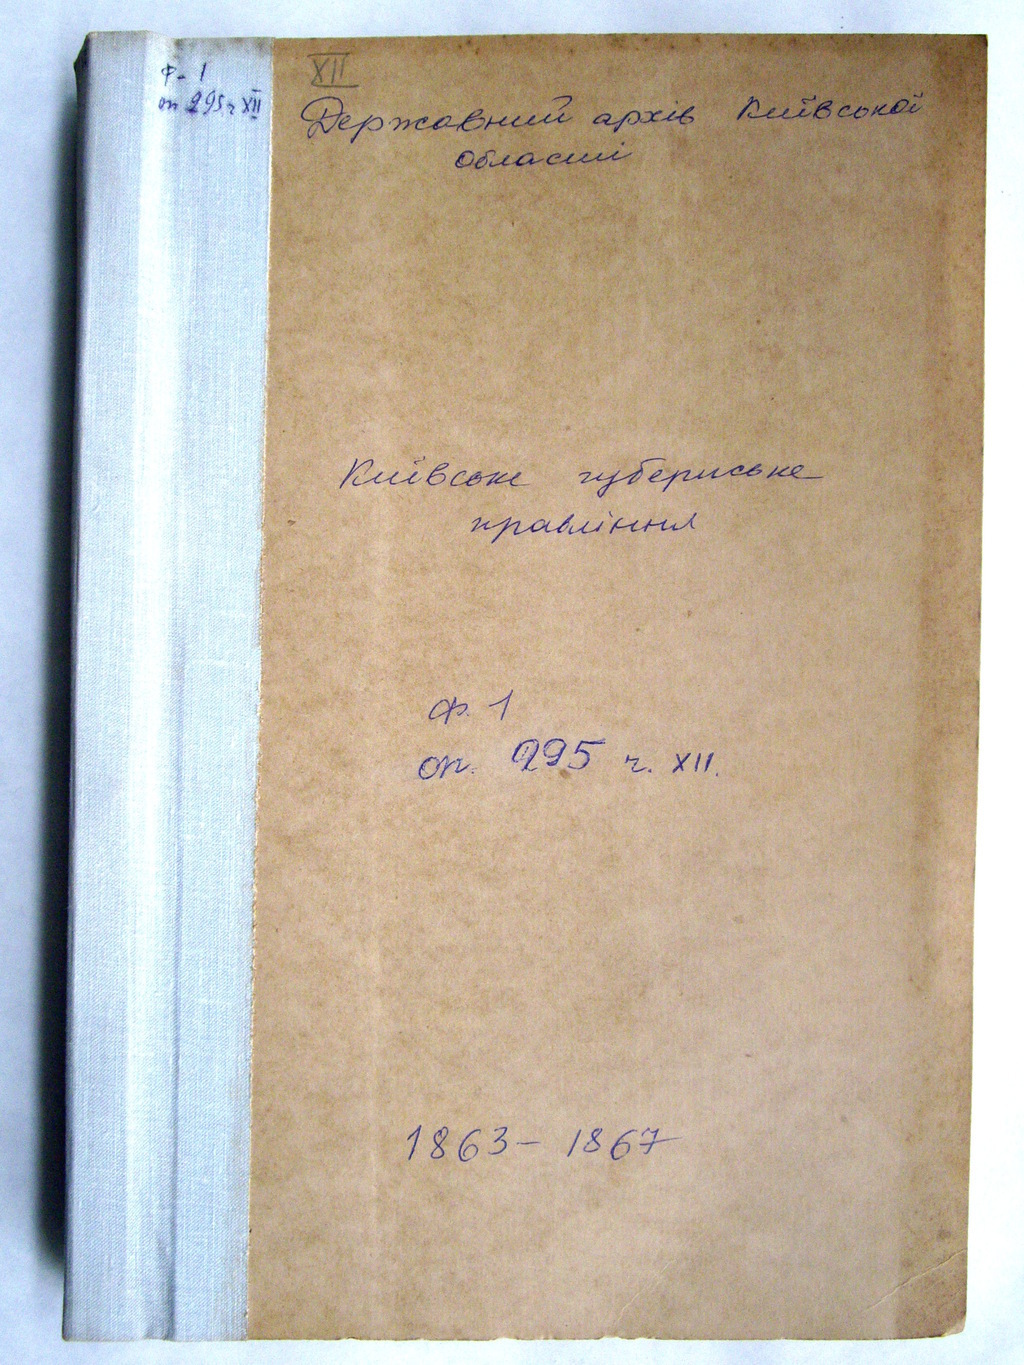 ф-1
оп 295 ч XII
XII
Державний архів Київської
області
Київське губернське
правління
Ф. 1
оп. 295 ч. XII.
1863 - 1867